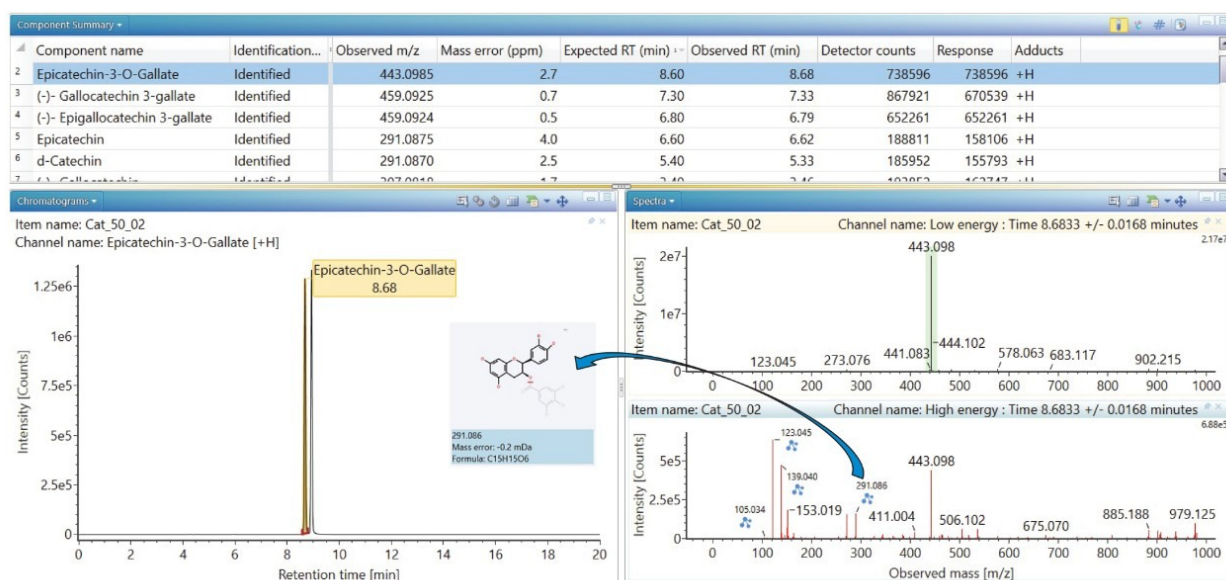 Component Summary
Component name Identification... Observed m/z Mass error (ppm) Expected RT (min) Observed RT (min) Detector counts Response Adducts
2 Epicatechin-3-O-Gallate Identified 443.0985 2.7 8.60 8.68 738596 738596 +H
3 (-)- Gallocatechin 3-gallate Identified 459.0925 0.7 7.30 7.33 867921 670539 +H
4 (-)- Epigallocatechin 3-gallate Identified 459.0924 0.5 6.80 6.79 652261 652261 +H
5 Epicatechin Identified 291.0875 4.0 6.60 6.62 188811 158106 +H
6 d-Catechin Identified 291.0870 2.5 5.40 5.33 185952 155793 +H
Chromatograms
Item name: Cat_50_02
Channel name: Epicatechin-3-O-Gallate [+H]
Epicatechin-3-O-Gallate
8.68
1.25e6
1e6
7.5e5
5e5
2.5e5
0
Intensity [Counts]
291.086
Mass error: -0.2 mDa
Formula: C15H15O6
0 2 4 6 8 10 12 14 16 18 20
Retention time [min]
Spectra
Item name: Cat_50_02 Channel name: Low energy : Time 8.6833 +/- 0.0168 minutes
2.17e7
443.098
2e7
1e7
0
Intensity [Counts]
123.045 273.076 441.083 444.102 578.063 683.117 902.215
0 100 200 300 400 500 600 700 800 900 1000
Item name: Cat_50_02 Channel name: High energy : Time 8.6833 +/- 0.0168 minutes
6.88e5
5e5
2.5e5
0
Intensity [Counts]
105.034 123.045 139.040 153.019 291.086 411.004 443.098 506.102 675.070 885.188 979.125
0 100 200 300 400 500 600 700 800 900 1000
Observed mass [m/z]